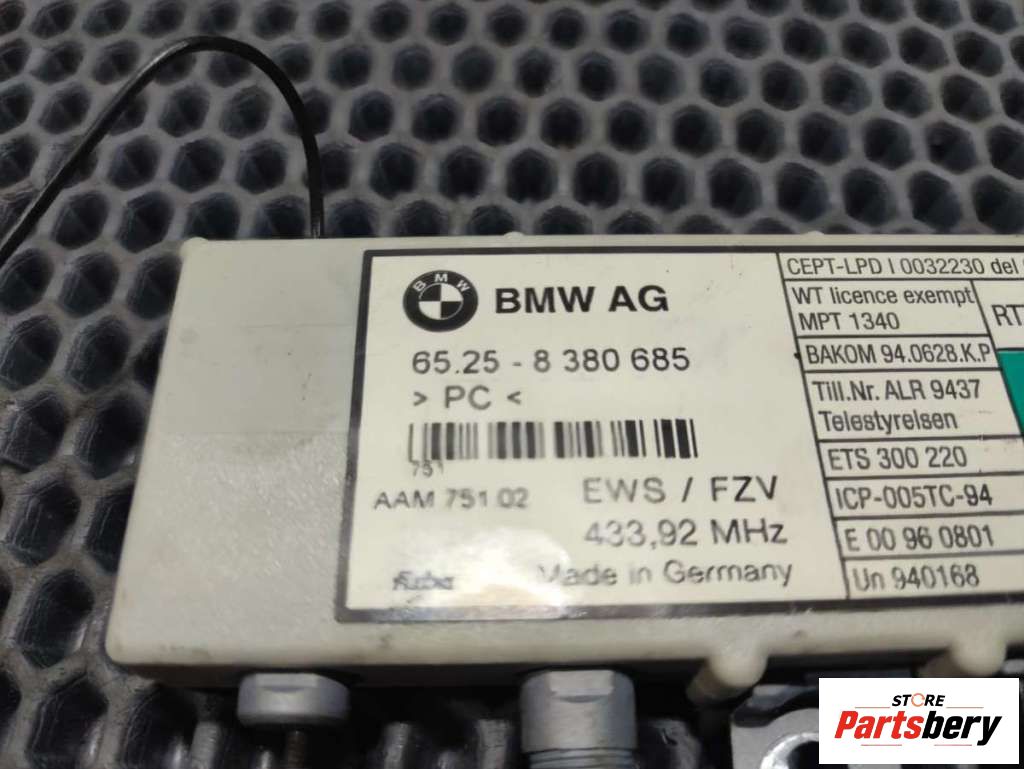 BMW
BMW AG
65.25 - 8 380 685
> PC <
751
AAM 751 02
EWS / FZV
433,92 MHz
Fuba
Made in Germany
CEPT-LPD I 0032230 del
WT licence exempt
MPT 1340
RT
BAKOM 94.0628.K.P
Till.Nr. ALR 9437
Telestyrelsen
ETS 300 220
ICP-005TC-94
E 00 96 0801
Un 940168
STORE
Partsbery